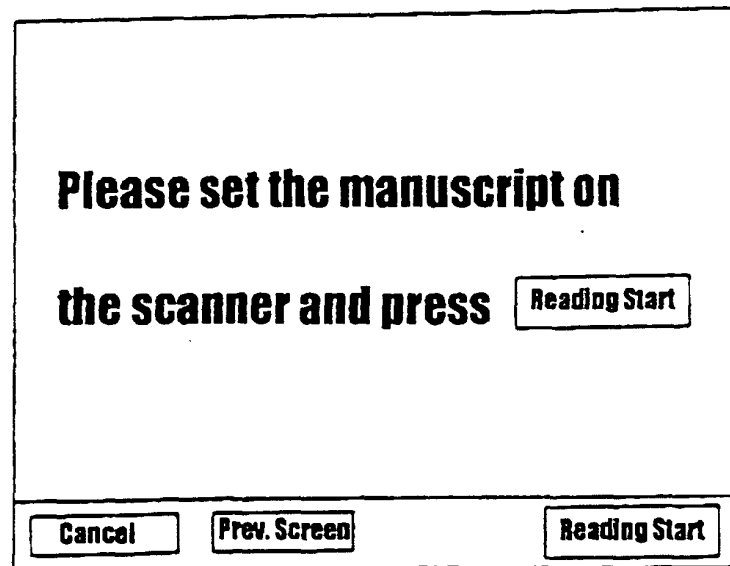 Please set the manuscript on
the scanner and press Reading Start
Cancel Prev. Screen Reading Start